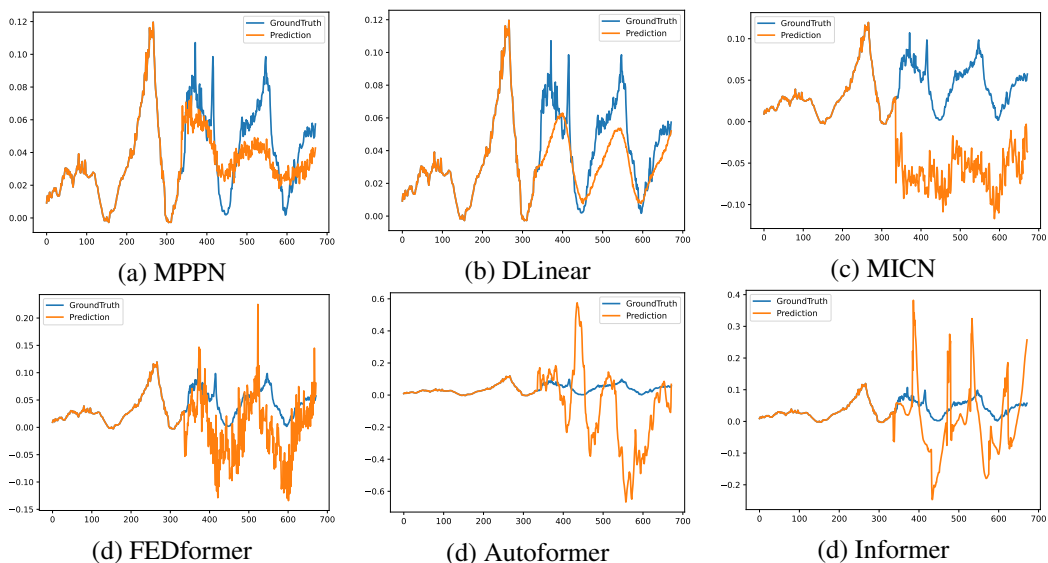 0.12
0.10
0.08
0.06
0.04
0.02
0.00
0 100 200 300 400 500 600 700
GroundTruth
Prediction
(a) MPPN
0.12
0.10
0.08
0.06
0.04
0.02
0.00
0 100 200 300 400 500 600 700
GroundTruth
Prediction
(b) DLinear
0.10
0.05
0.00
−0.05
−0.10
0 100 200 300 400 500 600 700
GroundTruth
Prediction
(c) MICN
0.20
0.15
0.10
0.05
0.00
−0.05
−0.10
−0.15
0 100 200 300 400 500 600 700
GroundTruth
Prediction
(d) FEDformer
0.6
0.4
0.2
0.0
−0.2
−0.4
−0.6
0 100 200 300 400 500 600 700
GroundTruth
Prediction
(d) Autoformer
0.4
0.3
0.2
0.1
0.0
−0.1
−0.2
0 100 200 300 400 500 600 700
GroundTruth
Prediction
(d) Informer